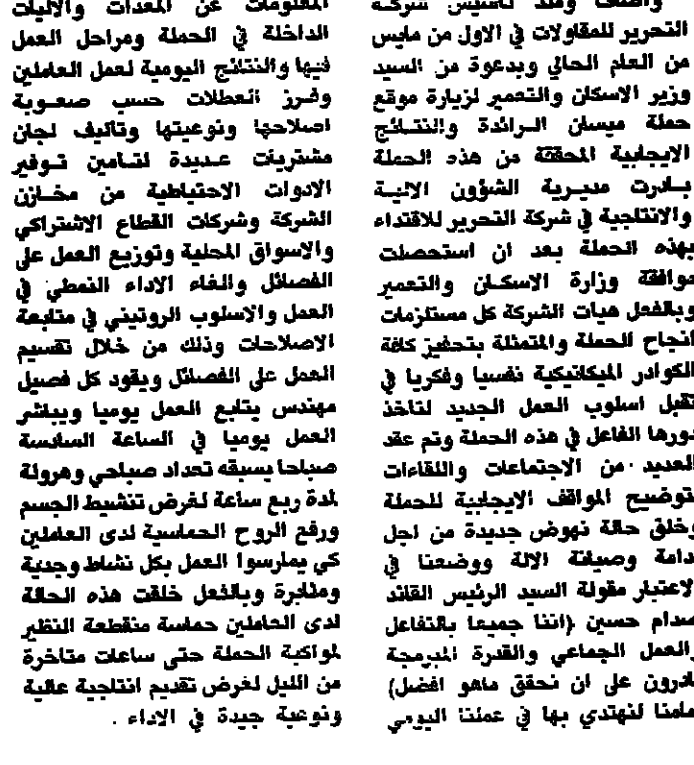 واضاف ومنذ تاسيس شركة
التحرير للمقاولات في الاول من مايس
من العام الحالي وبدعوة من السيد
وزير الاسكان والتعمير لزيارة موقع
حملة ميسان الرائدة والنتائج
الايجابية المحققة من هذه الحملة
بادرت مديرية الشؤون الالية
والانتاجية في شركة التحرير للاقتداء
بهذه الحملة بعد ان استحصلت
موافقة وزارة الاسكان والتعمير
وبالفعل هيات الشركة كل مستلزمات
انجاح الحملة والمتمثلة بتحفيز كافة
الكوادر الميكانيكية نفسيا وفكريا في
تقبل اسلوب العمل الجديد لتاخذ
دورها الفاعل في هذه الحملة وتم عقد
العديد من الاجتماعات واللقاءات
لتوضيح المواقف الايجابية للحملة
وخلق حالة نهوض جديدة من اجل
دامة وصيانة الالة ووضعنا في
الاعتبار مقولة السيد الرئيس القائد
صدام حسين (اننا جميعا بالتفاعل
والعمل الجماعي والقدرة المبرمجة
قادرون على ان نحقق ماهو افضل)
امامنا لنهتدي بها في عملنا اليومي
المعلومات عن المعدات والاليات
الداخلة في الحملة ومراحل العمل
فيها والنتائج اليومية لعمل العاملين
وفرز العطلات حسب صعوبة
اصلاحها ونوعيتها وتاليف لجان
مشتريات عديدة لتامين توفير
الادوات الاحتياطية من مخازن
الشركة وشركات القطاع الاشتراكي
والاسواق المحلية وتوزيع العمل على
الفصائل والغاء الاداء النمطي في
العمل والاسلوب الروتيني في متابعة
الاصلاحات وذلك من خلال تقسيم
العمل على الفصائل ويقود كل فصيل
مهندس يتابع العمل يوميا ويباشر
العمل يوميا في الساعة السادسة
صباحا يسبقه تعداد صباحي وهرولة
لمدة ربع ساعة لغرض تنشيط الجسم
ورفع الروح الحماسية لدى العاملين
كي يمارسوا العمل بكل نشاط وجدية
ومثابرة وبالفعل خلقت هذه الحالة
لدى العاملين حماسة منقطعة النظير
لمواكبة الحملة حتى ساعات متاخرة
من الليل لغرض تقديم انتاجية عالية
ونوعية جيدة في الاداء .